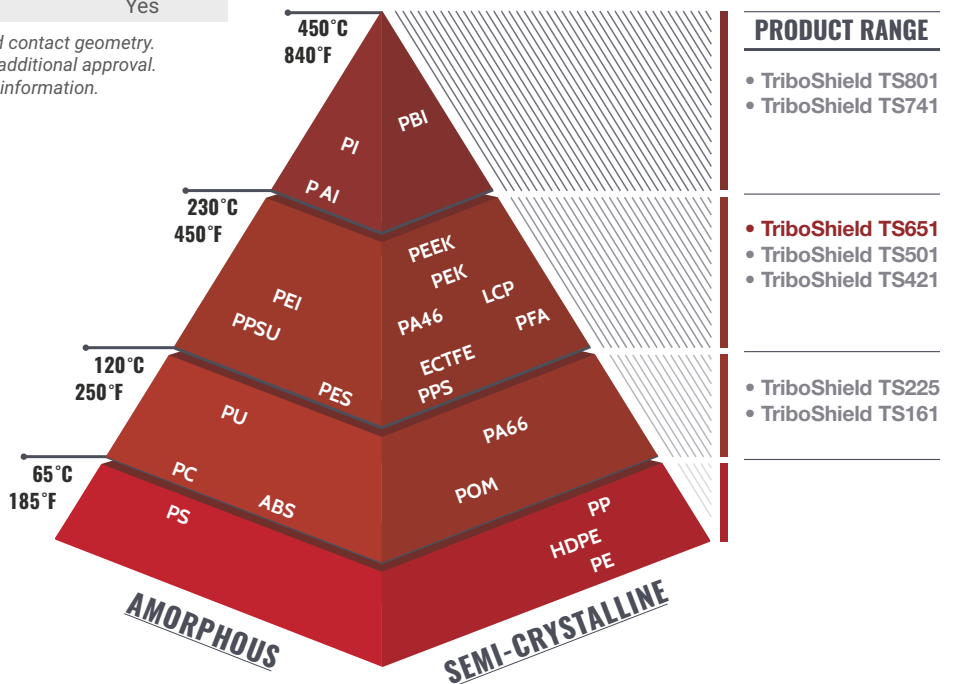 Yes
d contact geometry.
additional approval.
information.
450°C
840°F
PRODUCT RANGE
• TriboShield TS801
• TriboShield TS741
PBI
PI
P AI
230°C
450°F
• TriboShield TS651
• TriboShield TS501
• TriboShield TS421
PEEK
PEK
LCP
PEI
PA46
PFA
PPSU
ECTFE
PPS
PES
120°C
250°F
• TriboShield TS225
• TriboShield TS161
PU
PA66
PC
POM
ABS
65°C
185°F
PS
PP
HDPE
PE
AMORPHOUS
SEMI-CRYSTALLINE